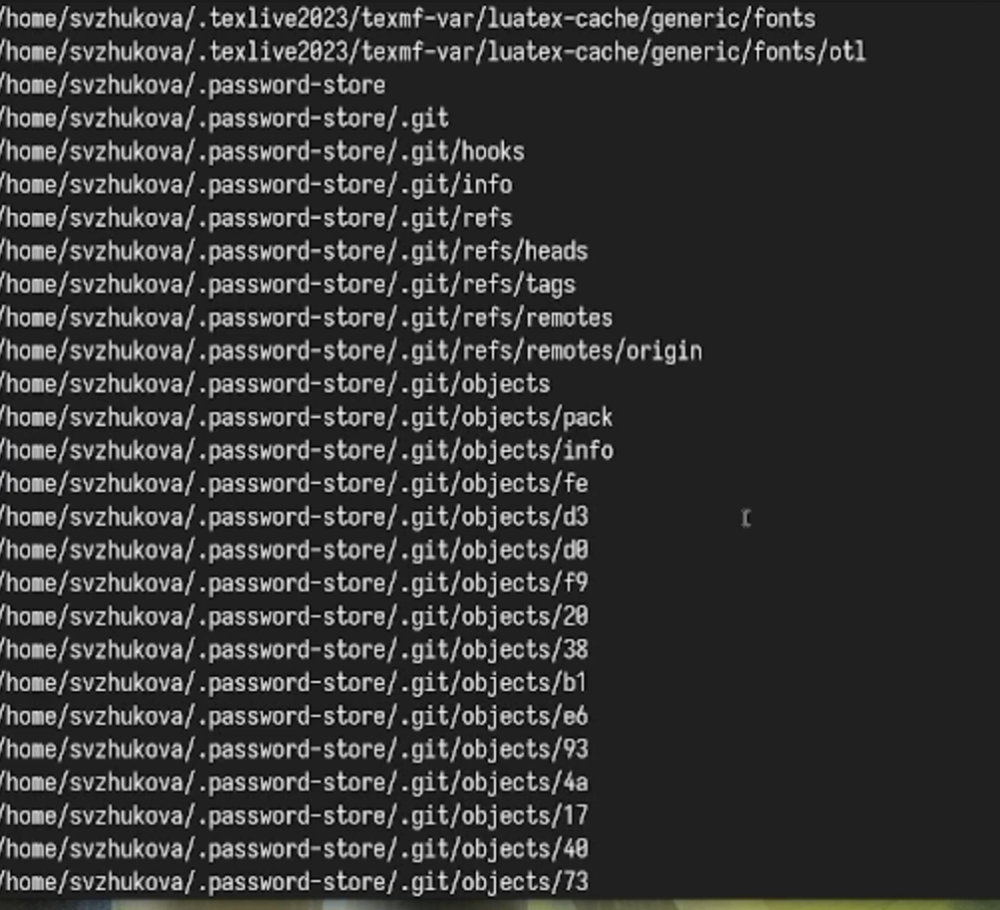 /home/svzhukova/.texlive2023/texmf-var/luatex-cache/generic/fonts
/home/svzhukova/.texlive2023/texmf-var/luatex-cache/generic/fonts/otl
/home/svzhukova/.password-store
/home/svzhukova/.password-store/.git
/home/svzhukova/.password-store/.git/hooks
/home/svzhukova/.password-store/.git/info
/home/svzhukova/.password-store/.git/refs
/home/svzhukova/.password-store/.git/refs/heads
/home/svzhukova/.password-store/.git/refs/tags
/home/svzhukova/.password-store/.git/refs/remotes
/home/svzhukova/.password-store/.git/refs/remotes/origin
/home/svzhukova/.password-store/.git/objects
/home/svzhukova/.password-store/.git/objects/pack
/home/svzhukova/.password-store/.git/objects/info
/home/svzhukova/.password-store/.git/objects/fe
/home/svzhukova/.password-store/.git/objects/d3
/home/svzhukova/.password-store/.git/objects/d0
/home/svzhukova/.password-store/.git/objects/f9
/home/svzhukova/.password-store/.git/objects/20
/home/svzhukova/.password-store/.git/objects/38
/home/svzhukova/.password-store/.git/objects/b1
/home/svzhukova/.password-store/.git/objects/e6
/home/svzhukova/.password-store/.git/objects/93
/home/svzhukova/.password-store/.git/objects/4a
/home/svzhukova/.password-store/.git/objects/17
/home/svzhukova/.password-store/.git/objects/40
/home/svzhukova/.password-store/.git/objects/73